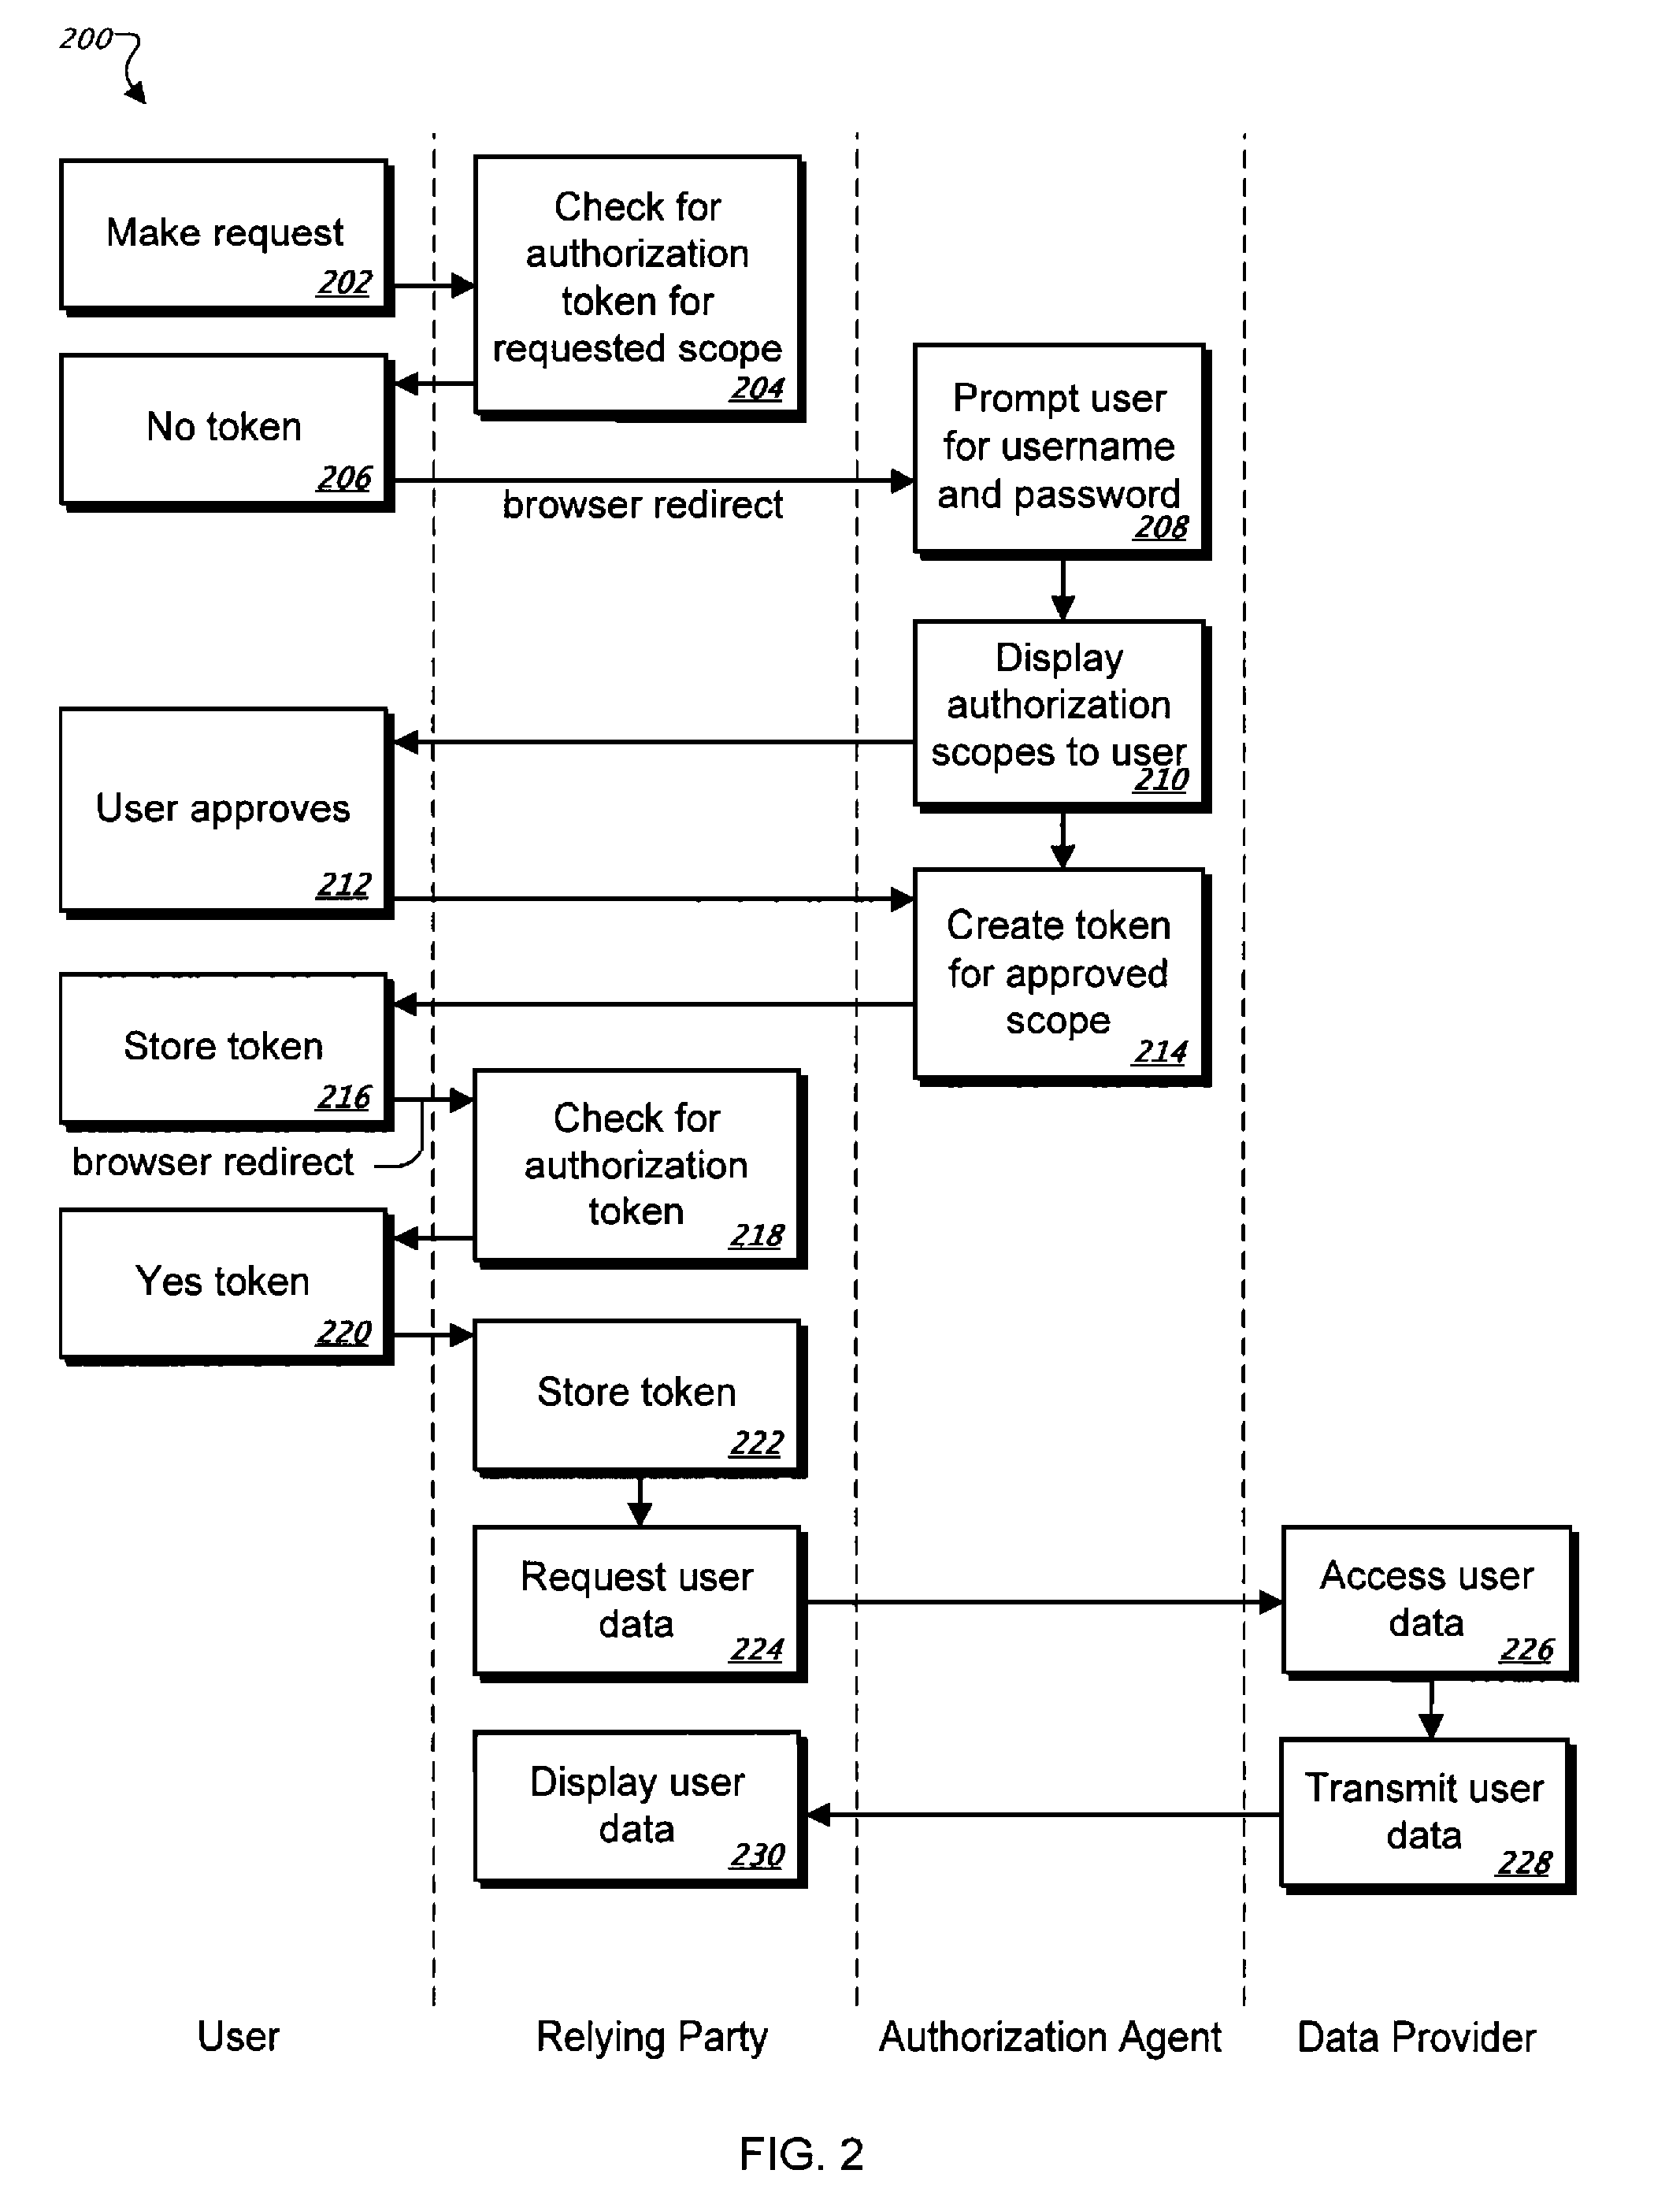 200
Make request
202
Check for
authorization
token for
requested scope
204
No token
206
browser redirect
Prompt user
for username
and password
208
Display
authorization
scopes to user
210
User approves
212
Create token
for approved
scope
214
Store token
216
browser redirect
Check for
authorization
token
218
Yes token
220
Store token
222
Request user
data
224
Access user
data
226
Transmit user
data
228
Display user
data
230
User
Relying Party
Authorization Agent
Data Provider
FIG. 2